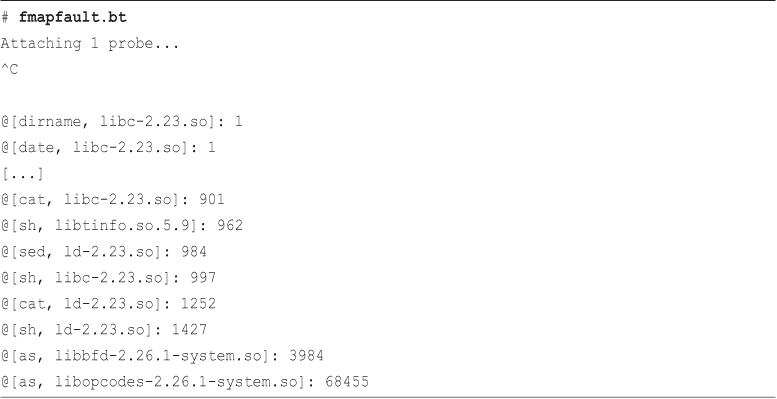 # fmapfault.bt
Attaching 1 probe...
^C
@[dirname, libc-2.23.so]: 1
@[date, libc-2.23.so]: 1
[...]
@[cat, libc-2.23.so]: 901
@[sh, libtinfo.so.5.9]: 962
@[sed, ld-2.23.so]: 984
@[sh, libc-2.23.so]: 997
@[cat, ld-2.23.so]: 1252
@[sh, ld-2.23.so]: 1427
@[as, libbfd-2.26.1-system.so]: 3984
@[as, libopcodes-2.26.1-system.so]: 68455